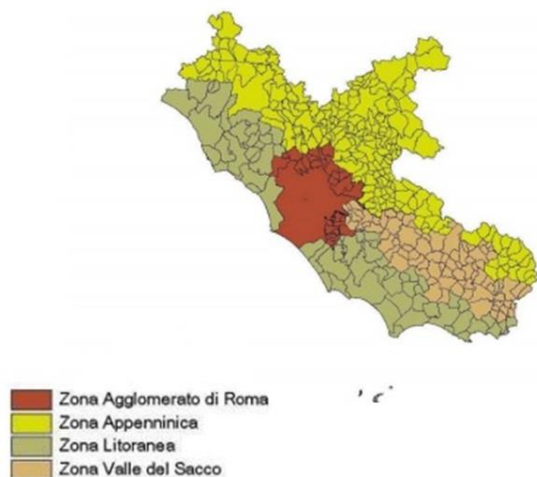 Zona Agglomerato di Roma
Zona Appenninica
Zona Litoranea
Zona Valle del Sacco